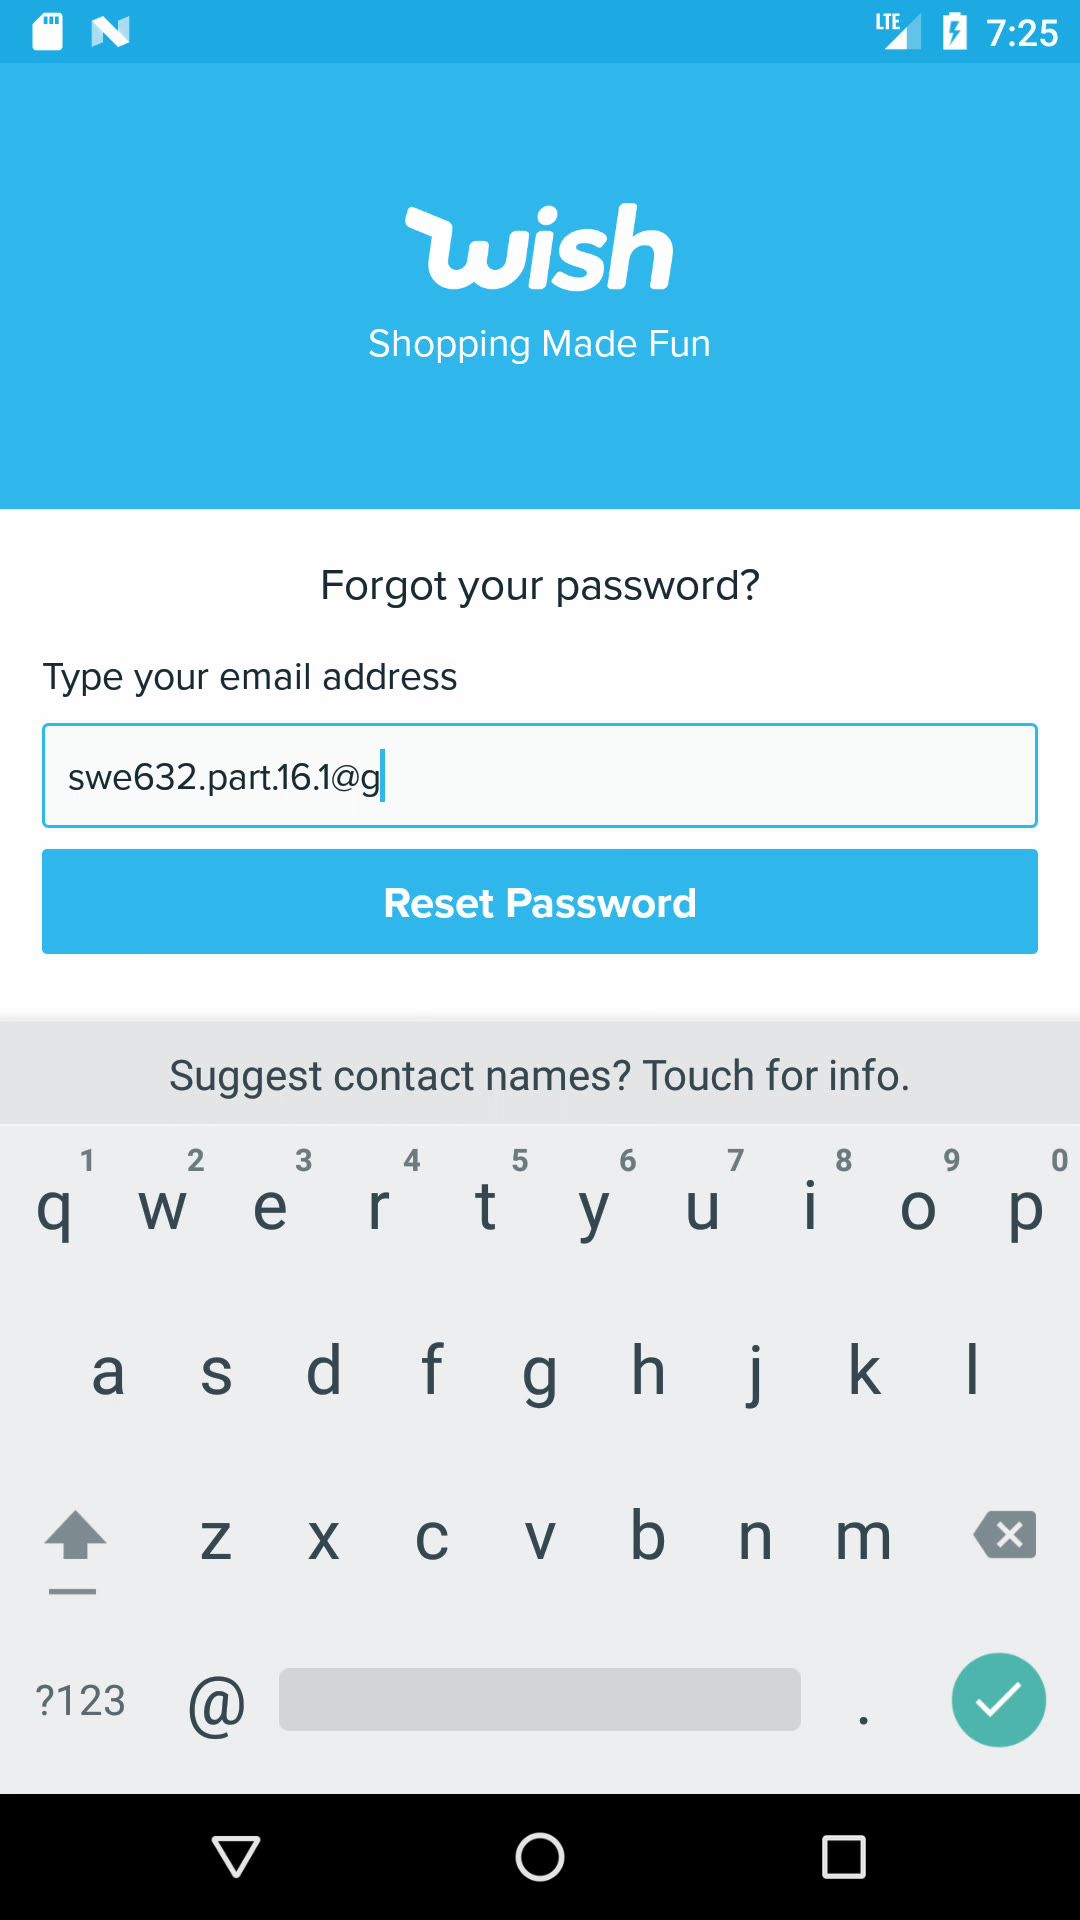 LTE 7:25
wish
Shopping Made Fun
Forgot your password?
Type your email address
swe632.part.16.1@g
Reset Password
Suggest contact names? Touch for info.
1 2 3 4 5 6 7 8 9 0
q w e r t y u i o p
a s d f g h j k l
z x c v b n m
?123 @ .